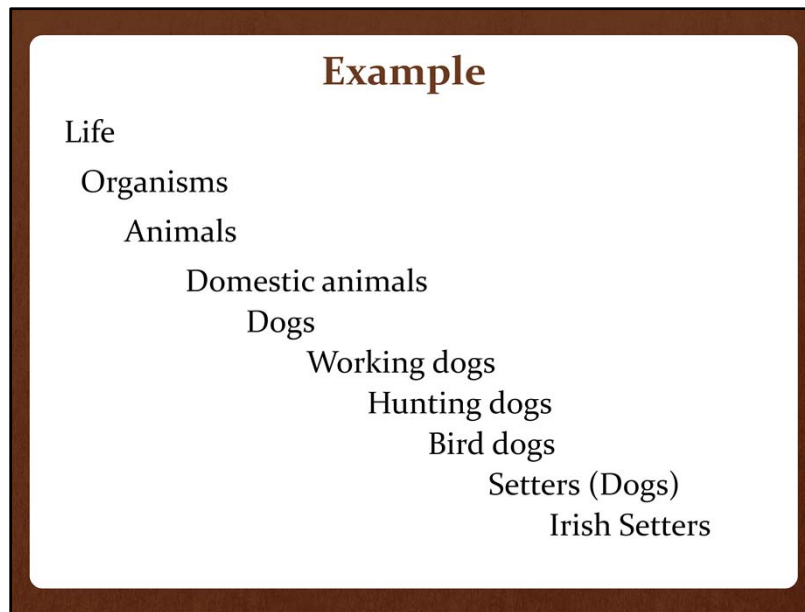 Example
Life
Organisms
Animals
Domestic animals
Dogs
Working dogs
Hunting dogs
Bird dogs
Setters (Dogs)
Irish Setters